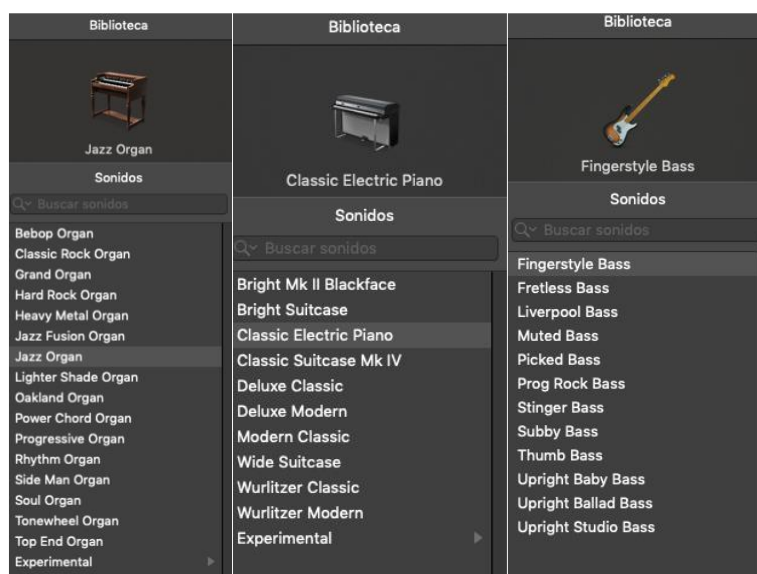 Biblioteca
Jazz Organ
Sonidos
Buscar sonidos
Bebop Organ
Classic Rock Organ
Grand Organ
Hard Rock Organ
Heavy Metal Organ
Jazz Fusion Organ
Jazz Organ
Lighter Shade Organ
Oakland Organ
Power Chord Organ
Progressive Organ
Rhythm Organ
Side Man Organ
Soul Organ
Tonewheel Organ
Top End Organ
Experimental
Biblioteca
Classic Electric Piano
Sonidos
Buscar sonidos
Bright Mk II Blackface
Bright Suitcase
Classic Electric Piano
Classic Suitcase Mk IV
Deluxe Classic
Deluxe Modern
Modern Classic
Wide Suitcase
Wurlitzer Classic
Wurlitzer Modern
Experimental
Biblioteca
Fingerstyle Bass
Sonidos
Buscar sonidos
Fingerstyle Bass
Fretless Bass
Liverpool Bass
Muted Bass
Picked Bass
Prog Rock Bass
Stinger Bass
Subby Bass
Thumb Bass
Upright Baby Bass
Upright Ballad Bass
Upright Studio Bass